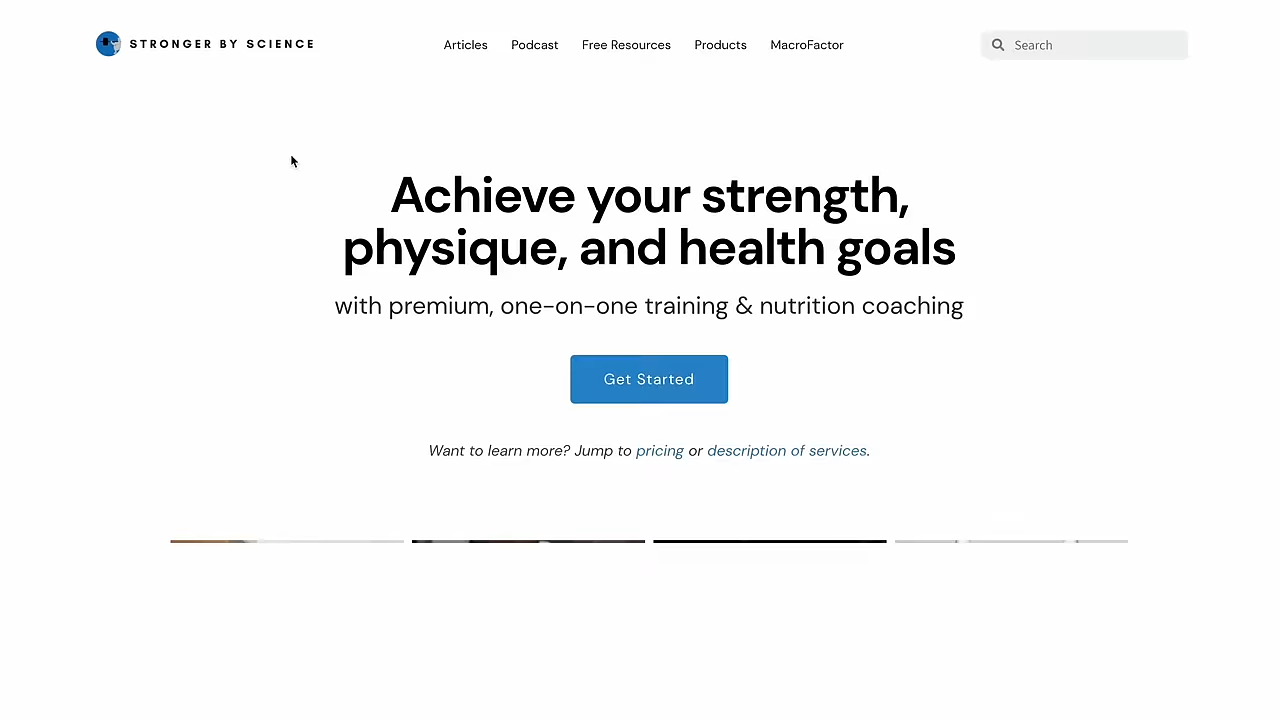 STRONGER BY SCIENCE
Articles
Podcast
Free Resources
Products
MacroFactor
Search
Achieve your strength,
physique, and health goals
with premium, one-on-one training & nutrition coaching
Get Started
Want to learn more? Jump to pricing or description of services.